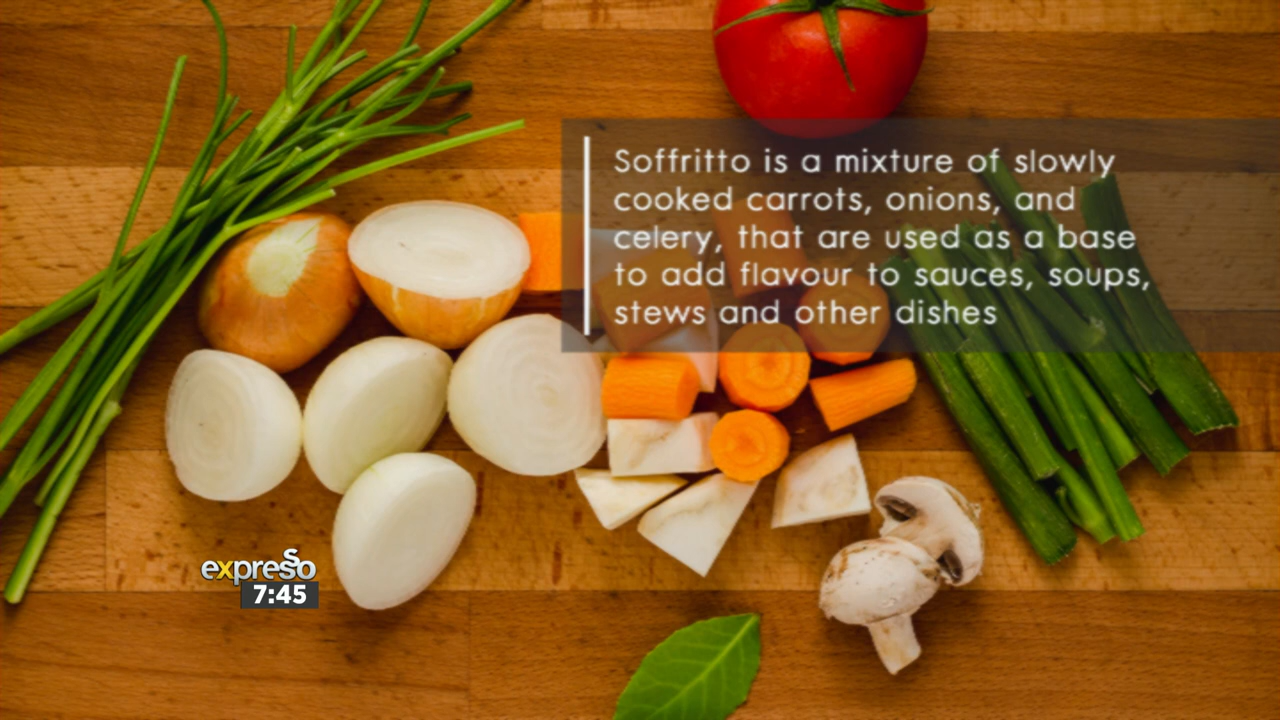 Soffritto is a mixture of slowly
cooked carrots, onions, and
celery, that are used as a base
to add flavour to sauces, soups,
stews and other dishes
expresso
7:45